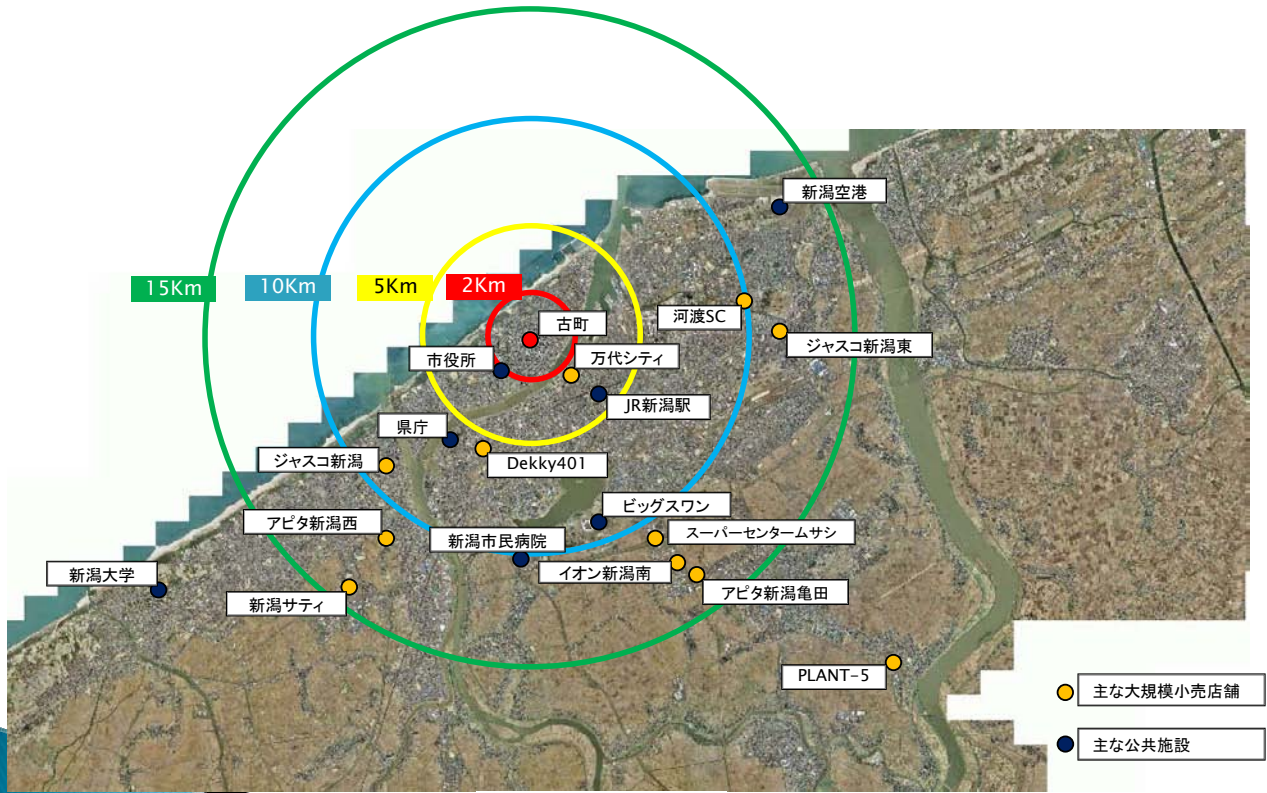 新潟空港
15Km
10Km
5Km
2Km
古町
河渡SC
ジャスコ新潟東
市役所
万代シティ
JR新潟駅
県庁
ジャスコ新潟
Dekky401
ビッグスワン
アピタ新潟西
新潟市民病院
スーパーセンタームサシ
新潟大学
イオン新潟南
新潟サティ
アピタ新潟亀田
PLANT-5
主な大規模小売店舗
主な公共施設